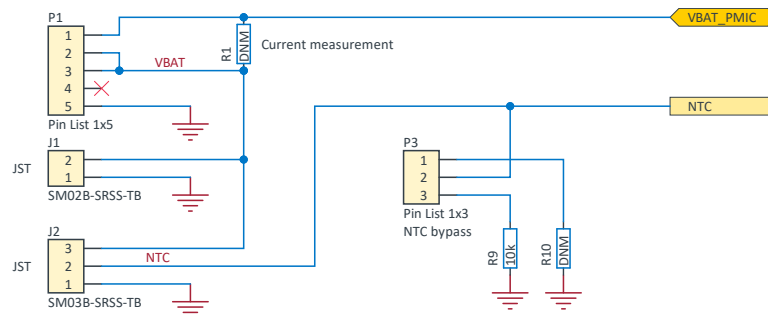 P1
1
2
3
4
5
Pin List 1x5
VBAT
R1
DNM
Current measurement
VBAT_PMIC
NTC
J1
JST
2
1
SM02B-SRSS-TB
J2
JST
3
2
1
NTC
SM03B-SRSS-TB
P3
1
2
3
Pin List 1x3
NTC bypass
R9
10k
R10
DNM